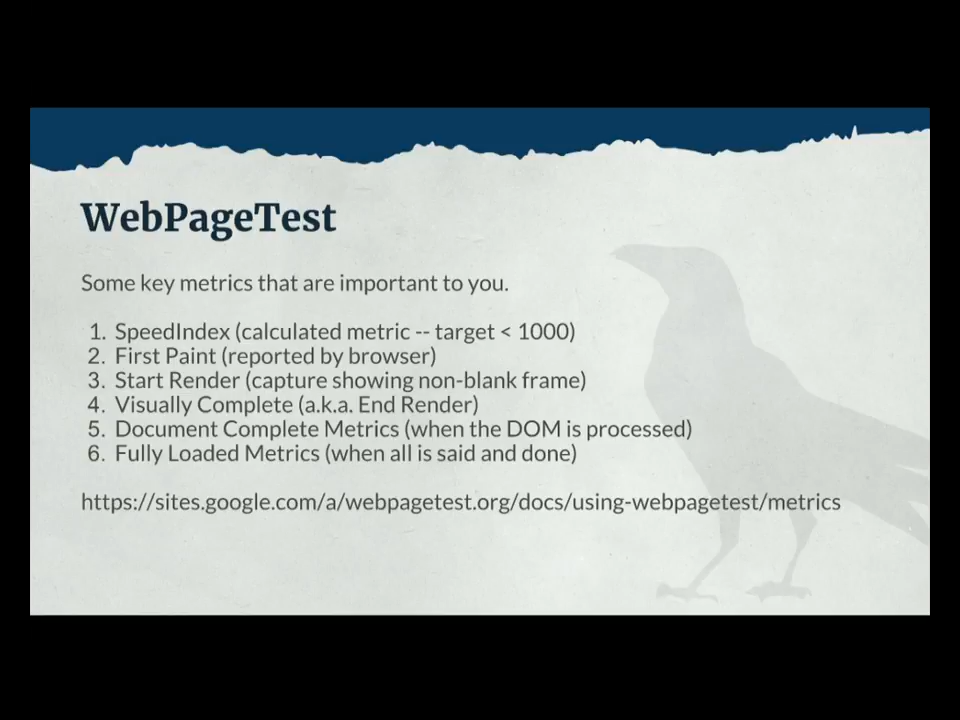 WebPageTest
Some key metrics that are important to you.
1. SpeedIndex (calculated metric -- target < 1000)
2. First Paint (reported by browser)
3. Start Render (capture showing non-blank frame)
4. Visually Complete (a.k.a. End Render)
5. Document Complete Metrics (when the DOM is processed)
6. Fully Loaded Metrics (when all is said and done)
https://sites.google.com/a/webpagetest.org/docs/using-webpagetest/metrics